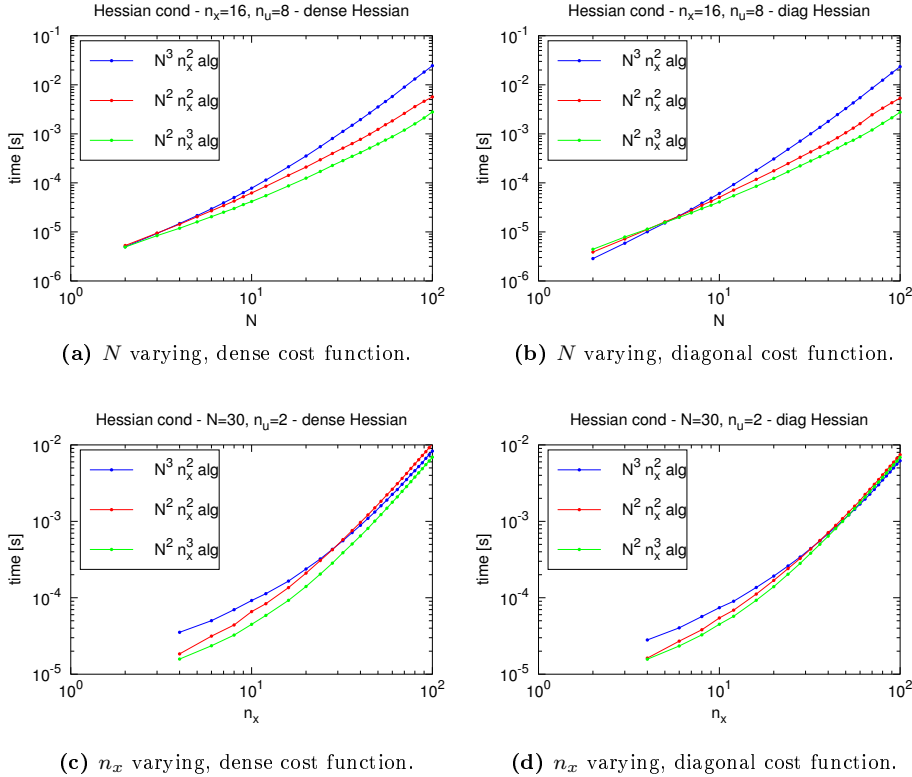 Hessian cond - n_x=16, n_u=8 - dense Hessian
10^-1
10^-2
10^-3
10^-4
10^-5
10^-6
time [s]
N^3 n_x^2 alg
N^2 n_x^2 alg
N^2 n_x^3 alg
10^0 10^1 10^2
N
(a) N varying, dense cost function.
Hessian cond - n_x=16, n_u=8 - diag Hessian
10^-1
10^-2
10^-3
10^-4
10^-5
10^-6
time [s]
N^3 n_x^2 alg
N^2 n_x^2 alg
N^2 n_x^3 alg
10^0 10^1 10^2
N
(b) N varying, diagonal cost function.
Hessian cond - N=30, n_u=2 - dense Hessian
10^-2
10^-3
10^-4
10^-5
time [s]
N^3 n_x^2 alg
N^2 n_x^2 alg
N^2 n_x^3 alg
10^0 10^1 10^2
n_x
(c) n_x varying, dense cost function.
Hessian cond - N=30, n_u=2 - diag Hessian
10^-2
10^-3
10^-4
10^-5
time [s]
N^3 n_x^2 alg
N^2 n_x^2 alg
N^2 n_x^3 alg
10^0 10^1 10^2
n_x
(d) n_x varying, diagonal cost function.